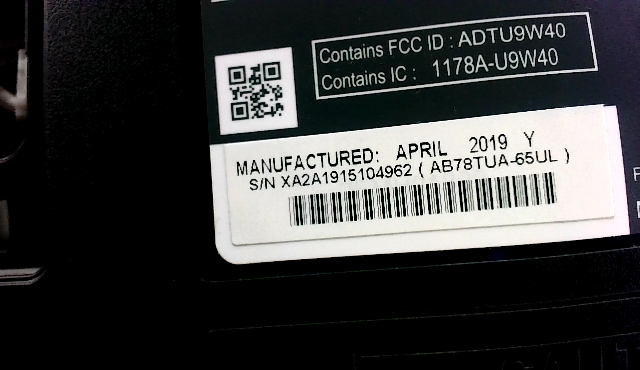 Contains FCC ID : ADTU9W40
Contains IC : 1178A-U9W40
MANUFACTURED: APRIL 2019 Y
S/N XA2A1915104962 ( AB78TUA-65UL )